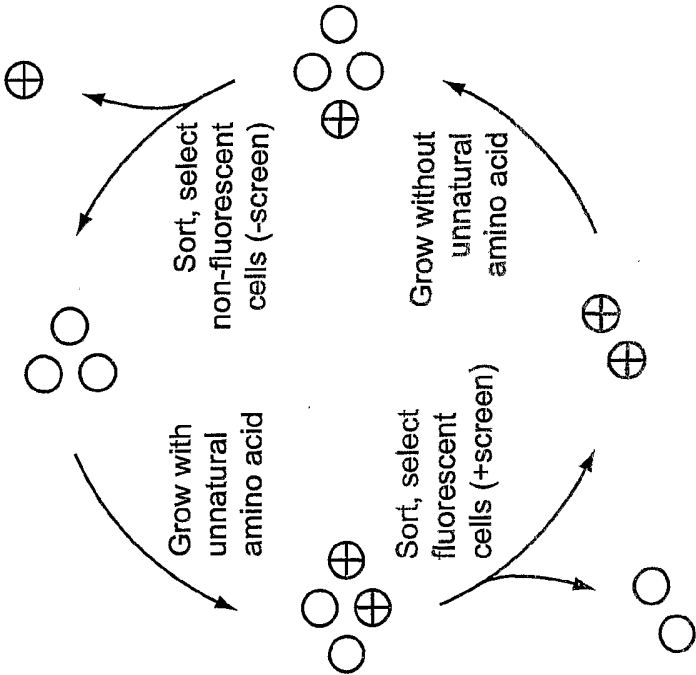 Grow with
unnatural
amino acid
Sort, select
non-fluorescent
cells (-screen)
Sort, select
fluorescent
cells (+screen)
Grow without
unnatural
amino acid